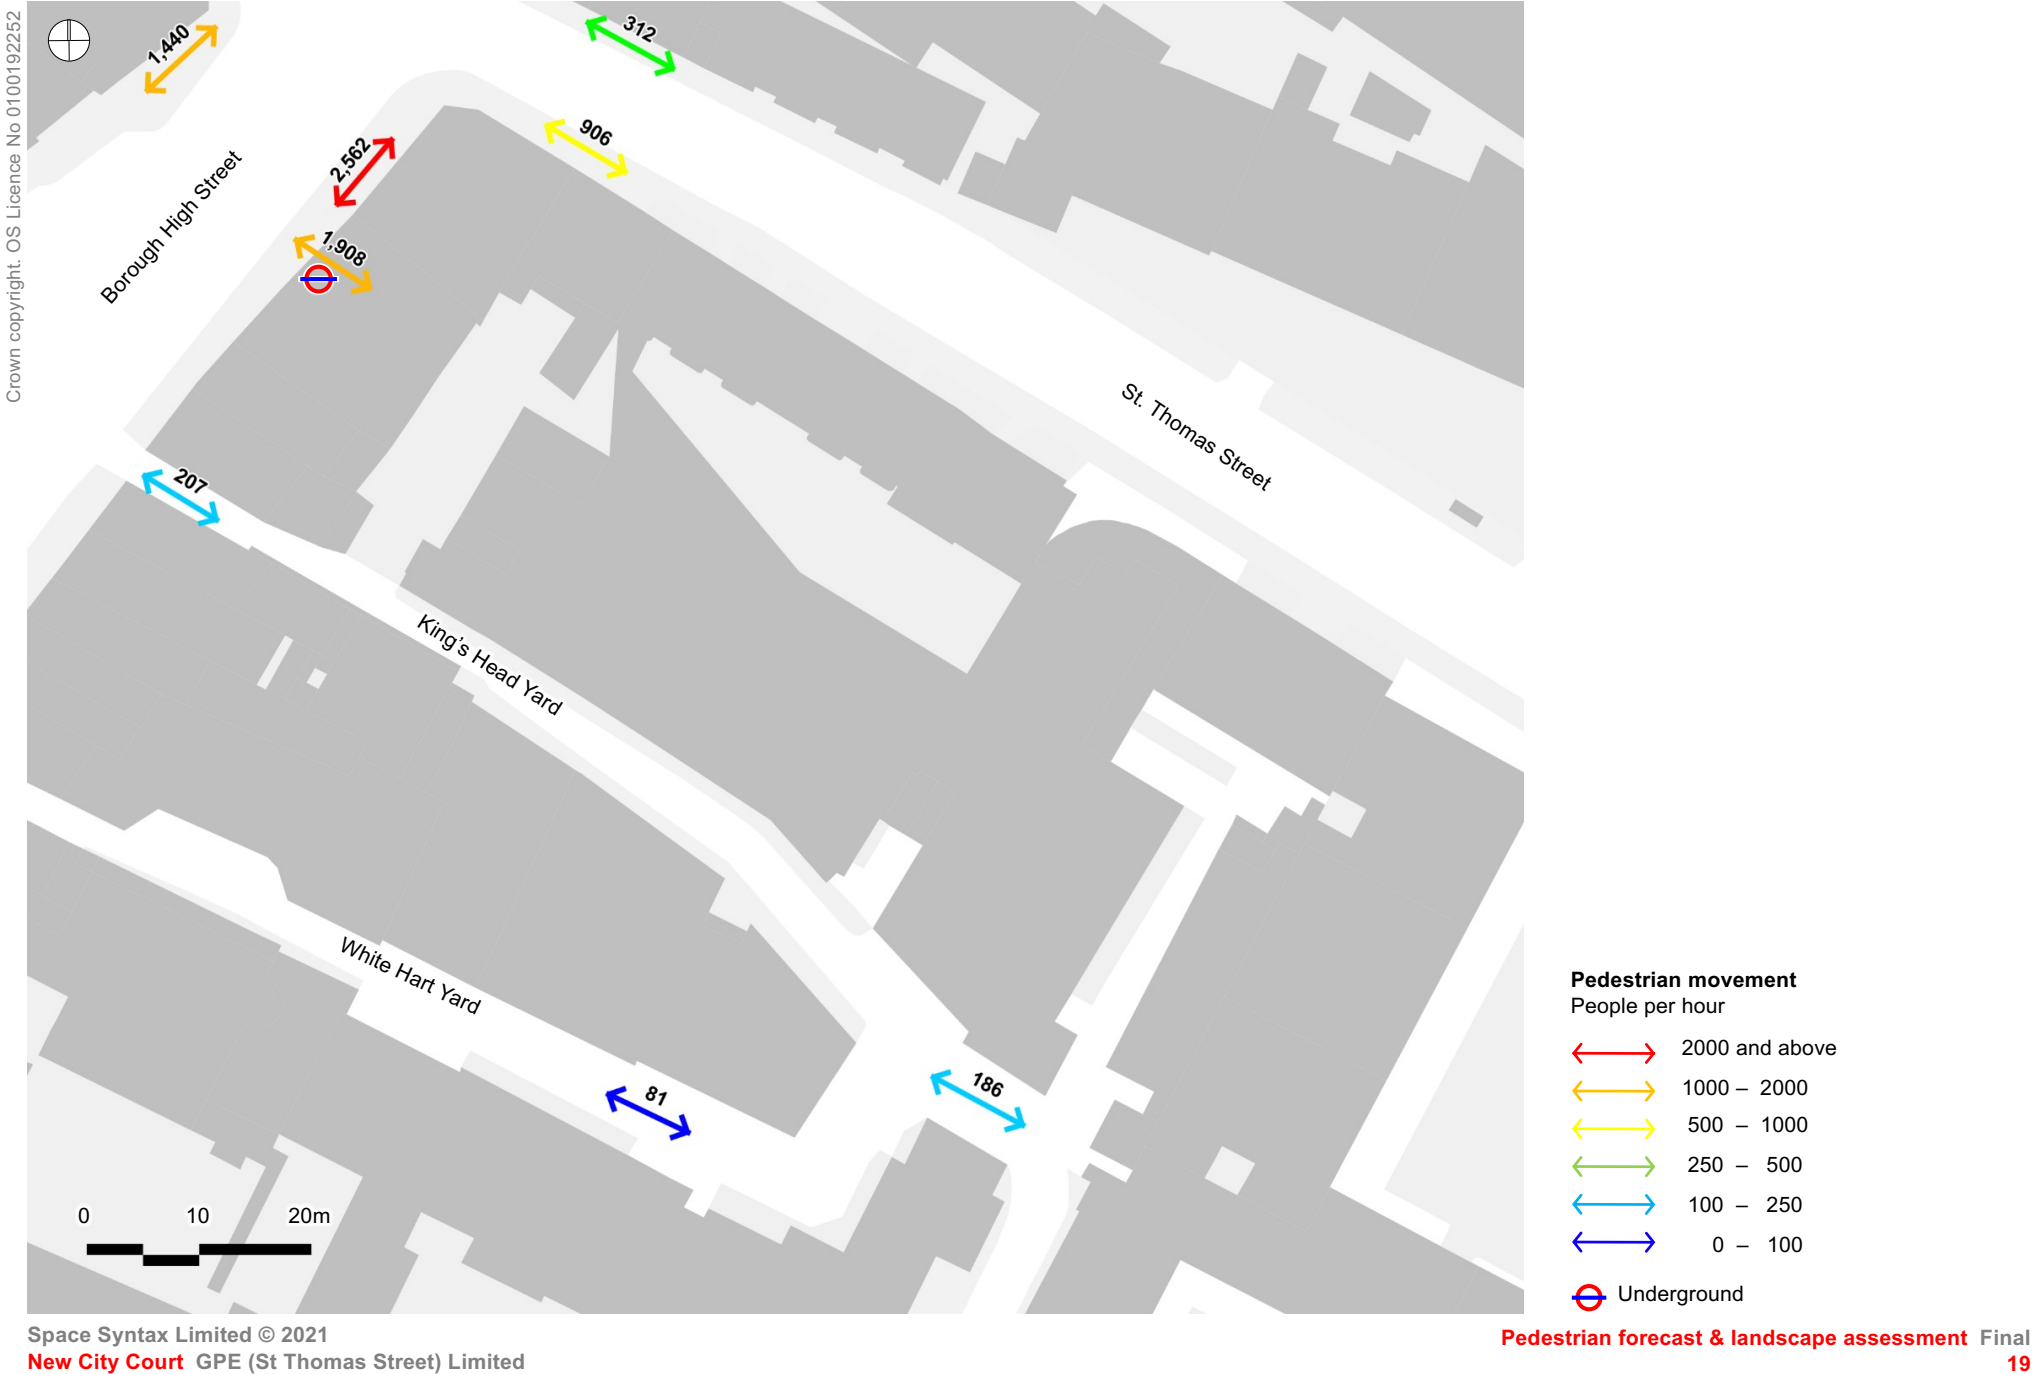 Crown copyright. OS Licence No 0100192252
1,440
312
906
2,562
Borough High Street
1,908
St. Thomas Street
207
King's Head Yard
White Hart Yard
81
186
0 10 20m
Pedestrian movement
People per hour
2000 and above
1000 – 2000
500 – 1000
250 – 500
100 – 250
0 – 100
Underground
Space Syntax Limited © 2021
New City Court GPE (St Thomas Street) Limited
Pedestrian forecast & landscape assessment Final
19